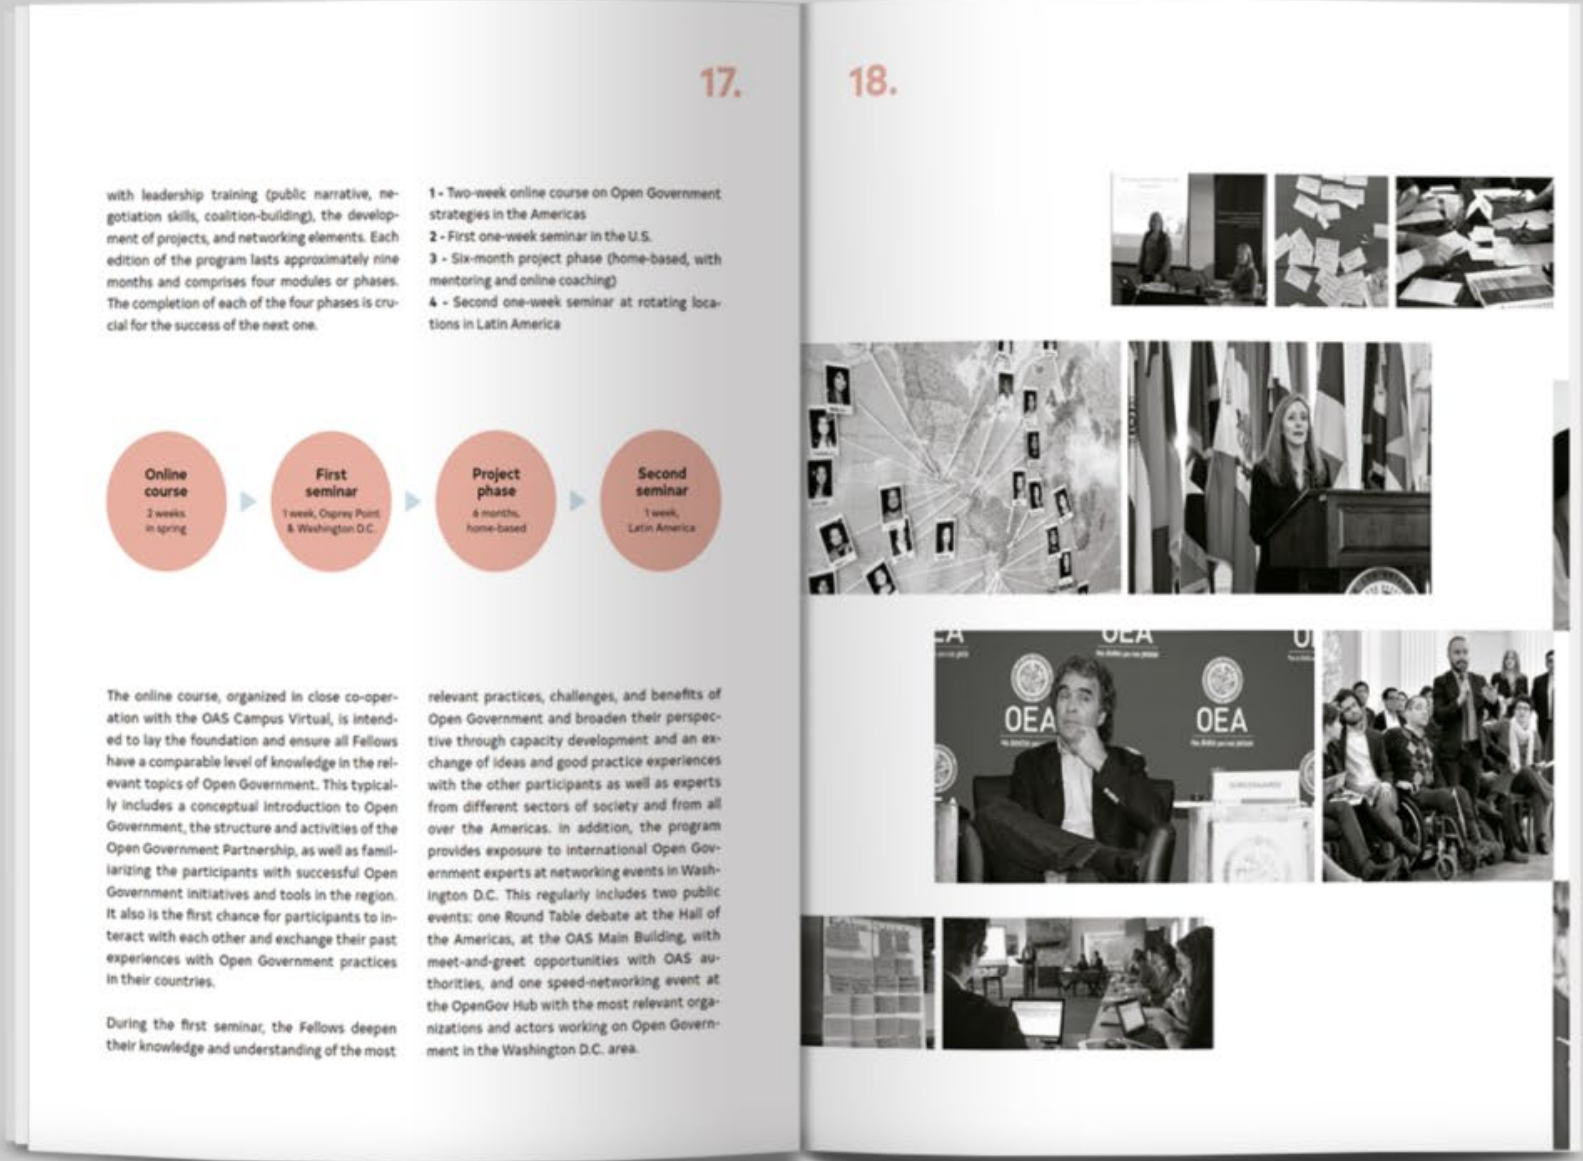 17.
with leadership training (public narrative, ne-
gotiation skills, coalition-building), the develop-
ment of projects, and networking elements. Each
edition of the program lasts approximately nine
months and comprises four modules or phases.
The completion of each of the four phases is cru-
cial for the success of the next one.
1 - Two-week online course on Open Government
strategies in the Americas
2 - First one-week seminar in the U.S.
3 - Six-month project phase (home-based, with
mentoring and online coaching)
4 - Second one-week seminar at rotating loca-
tions in Latin America
Online
course
2 weeks
in spring
First
seminar
1 week, Osprey Point
& Washington D.C.
Project
phase
6 months,
home-based
Second
seminar
1 week,
Latin America
The online course, organized in close co-oper-
ation with the OAS Campus Virtual, is intend-
ed to lay the foundation and ensure all Fellows
have a comparable level of knowledge in the rel-
evant topics of Open Government. This typical-
ly includes a conceptual introduction to Open
Government, the structure and activities of the
Open Government Partnership, as well as famil-
iarizing the participants with successful Open
Government initiatives and tools in the region.
It also is the first chance for participants to in-
teract with each other and exchange their past
experiences with Open Government practices
in their countries.
During the first seminar, the Fellows deepen
their knowledge and understanding of the most
relevant practices, challenges, and benefits of
Open Government and broaden their perspec-
tive through capacity development and an ex-
change of ideas and good practice experiences
with the other participants as well as experts
from different sectors of society and from all
over the Americas. In addition, the program
provides exposure to international Open Gov-
ernment experts at networking events in Wash-
ington D.C. This regularly includes two public
events: one Round Table debate at the Hall of
the Americas, at the OAS Main Building, with
meet-and-greet opportunities with OAS au-
thorities, and one speed-networking event at
the OpenGov Hub with the most relevant orga-
nizations and actors working on Open Govern-
ment in the Washington D.C. area.
18.
OEA
OEA
OEA